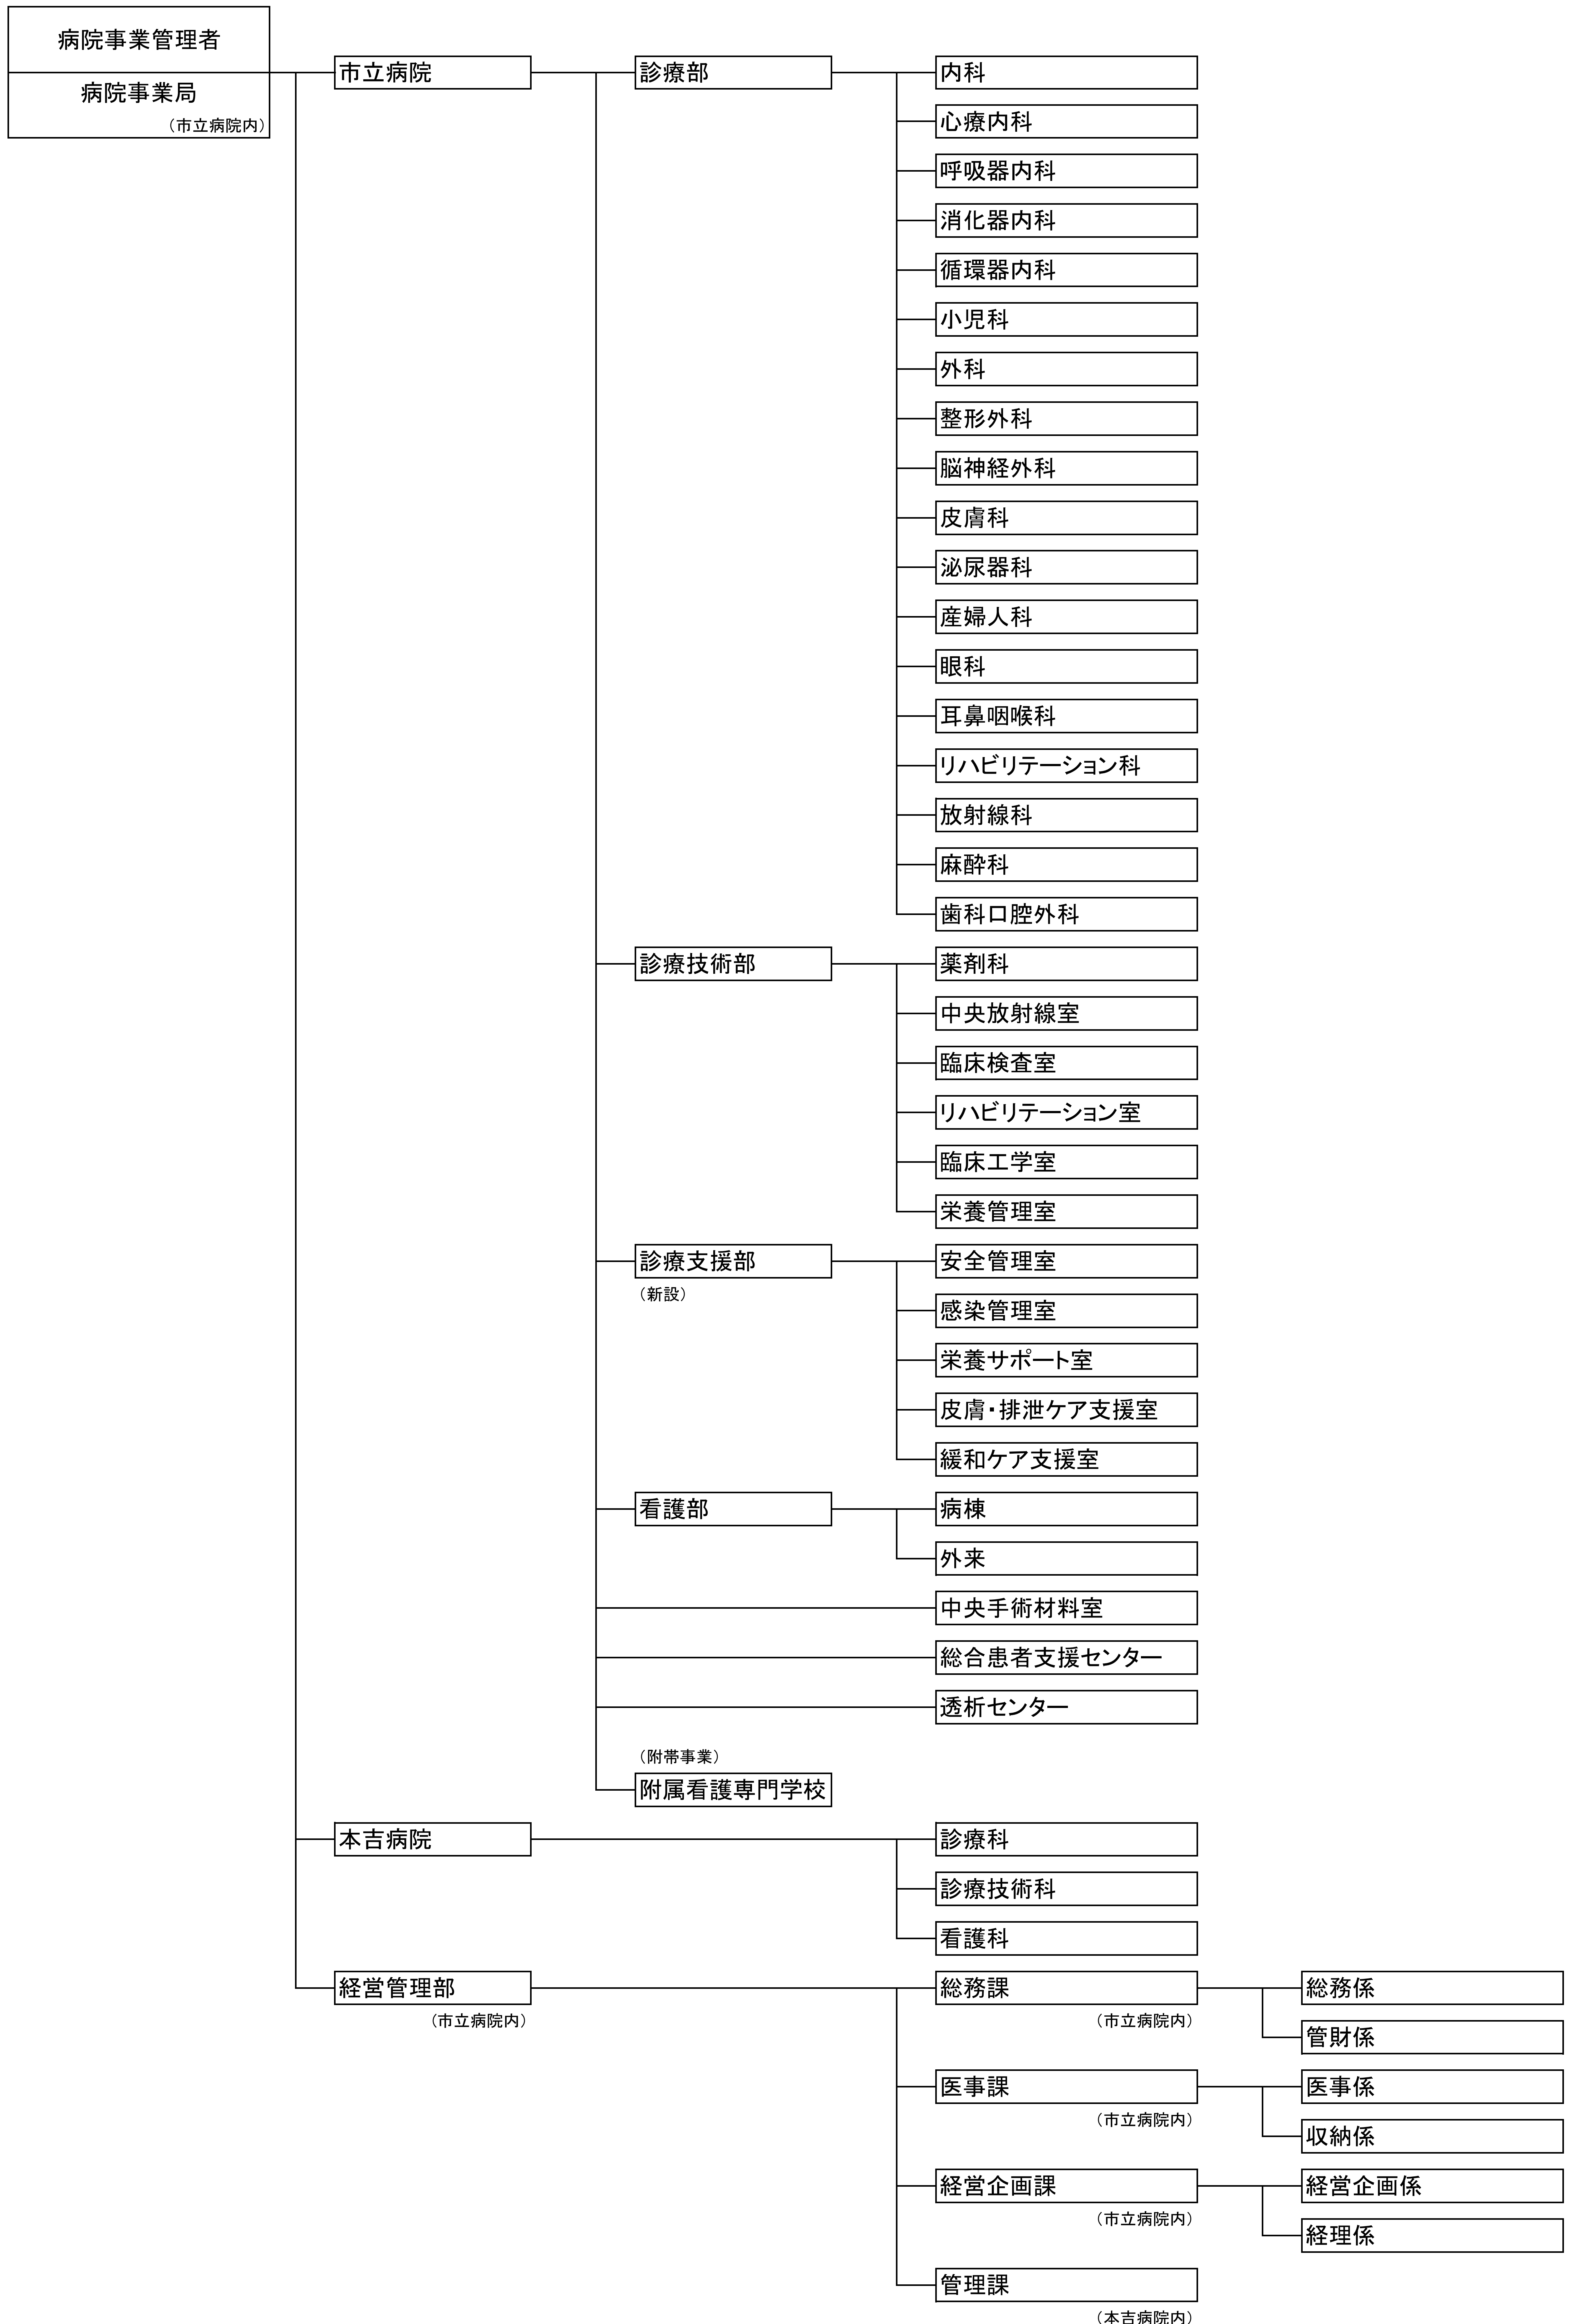 病院事業管理者
病院事業局
（市立病院内）
市立病院
診療部
内科
心療内科
呼吸器内科
消化器内科
循環器内科
小児科
外科
整形外科
脳神経外科
皮膚科
泌尿器科
産婦人科
眼科
耳鼻咽喉科
リハビリテーション科
放射線科
麻酔科
歯科口腔外科
診療技術部
薬剤科
中央放射線室
臨床検査室
リハビリテーション室
臨床工学室
栄養管理室
診療支援部
（新設）
安全管理室
感染管理室
栄養サポート室
皮膚・排泄ケア支援室
緩和ケア支援室
看護部
病棟
外来
中央手術材料室
総合患者支援センター
透析センター
（附帯事業）
附属看護専門学校
本吉病院
診療科
診療技術科
看護科
経営管理部
（市立病院内）
総務課
（市立病院内）
総務係
管財係
医事課
（市立病院内）
医事係
収納係
経営企画課
（市立病院内）
経営企画係
経理係
管理課
（本吉病院内）